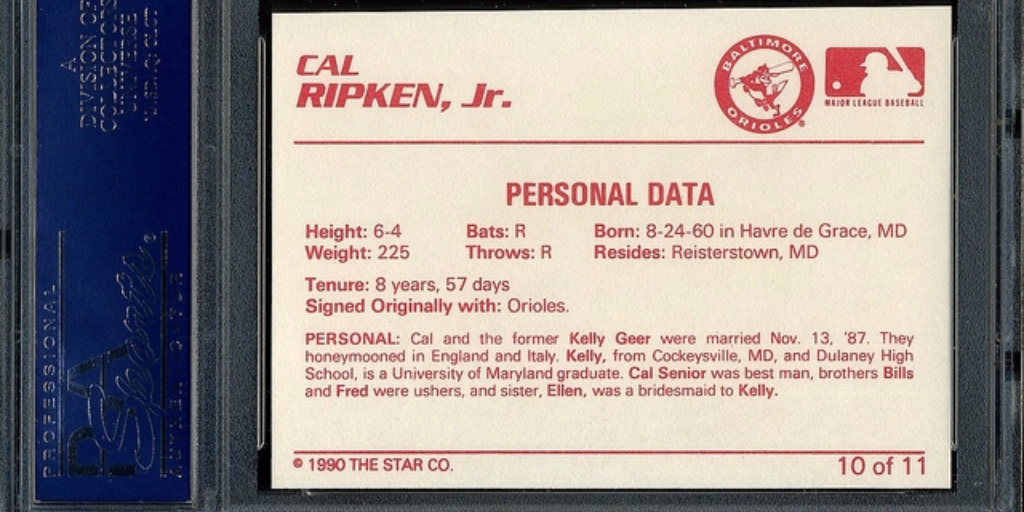 CAL
RIPKEN, Jr.
BALTIMORE
ORIOLES
MAJOR LEAGUE BASEBALL
PERSONAL DATA
Height: 6-4 Bats: R Born: 8-24-60 in Havre de Grace, MD
Weight: 225 Throws: R Resides: Reisterstown, MD
Tenure: 8 years, 57 days
Signed Originally with: Orioles.
PERSONAL: Cal and the former Kelly Geer were married Nov. 13, '87. They
honeymooned in England and Italy. Kelly, from Cockeysville, MD, and Dulaney High
School, is a University of Maryland graduate. Cal Senior was best man, brothers Bills
and Fred were ushers, and sister, Ellen, was a bridesmaid to Kelly.
© 1990 THE STAR CO.
10 of 11
PROFESSIONAL
PSA
Sports
A
DIVISION OF
COLLECTORS
UNIVERSE